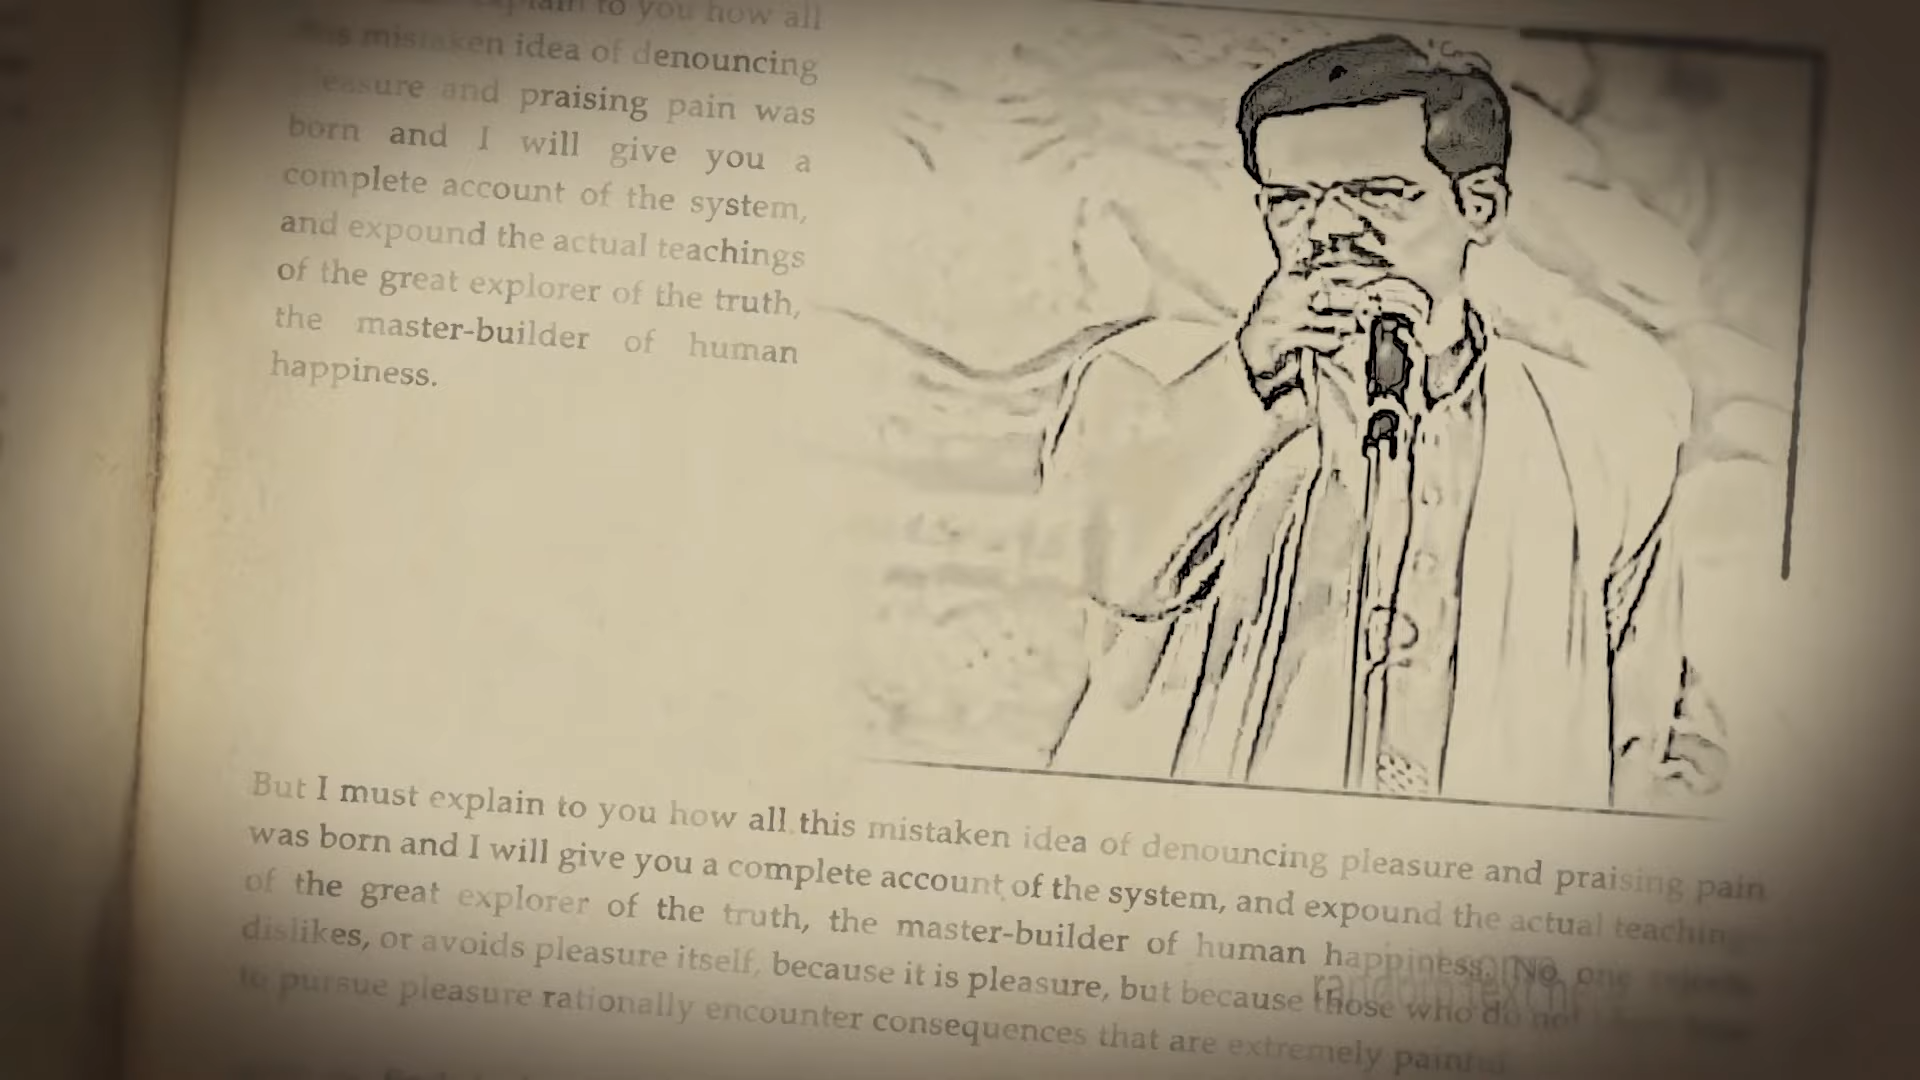 explain to you how all
mistaken idea of denouncing
and praising pain was
born and I will give you a
complete account of the system,
and expound the actual teachings
of the great explorer of the truth,
the master-builder of human
happiness.
But I must explain to you how all this mistaken idea of denouncing pleasure and praising pain
was born and I will give you a complete account of the system, and expound the actual
of the great explorer of the truth, the master-builder of human happiness. No one
dislikes, or avoids pleasure itself, because it is pleasure, but because those who do not
to pursue pleasure rationally encounter consequences that are extremely